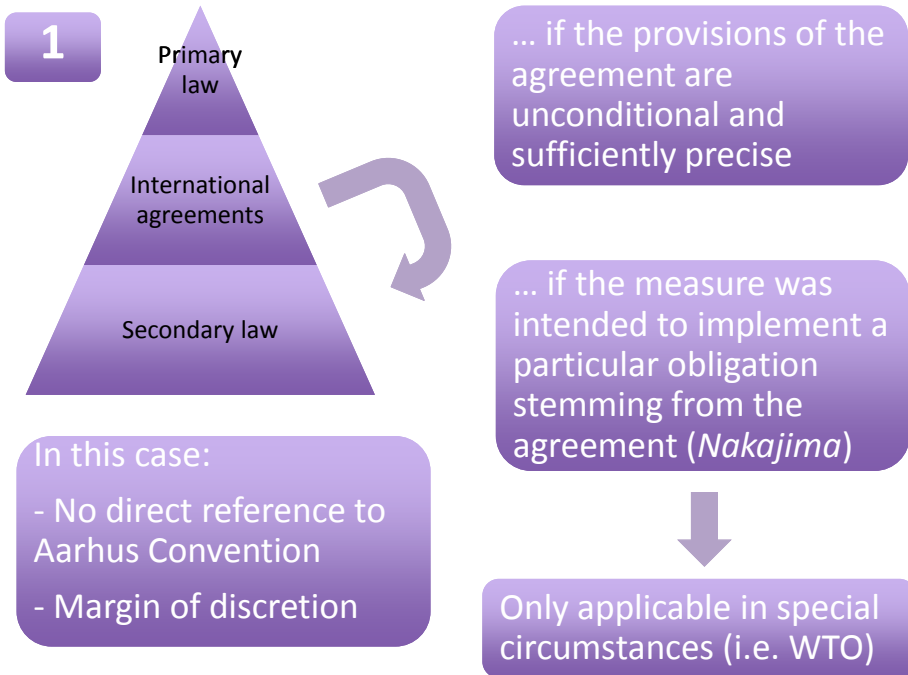 1
Primary
law
International
agreements
Secondary law
In this case:
- No direct reference to
Aarhus Convention
- Margin of discretion
... if the provisions of the
agreement are
unconditional and
sufficiently precise
... if the measure was
intended to implement a
particular obligation
stemming from the
agreement (Nakajima)
Only applicable in special
circumstances (i.e. WTO)